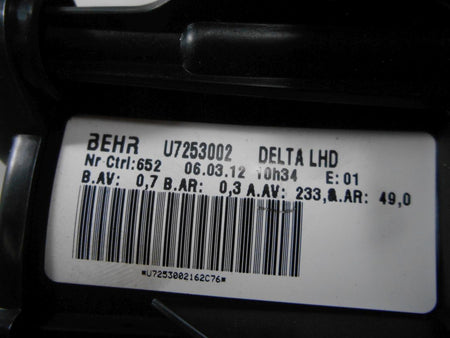 BEHR U7253002 DELTA LHD
Nr Ctrl:652 06.03.12 10h34 E:01
B.AV: 0,7 B.AR: 0,3 A.AV: 233, A.AR: 49,0
*U7253002162C76*